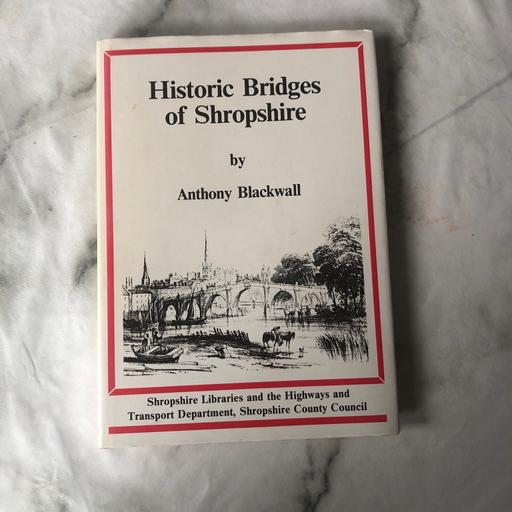 Historic Bridges
of Shropshire
by
Anthony Blackwall
Shropshire Libraries and the Highways and
Transport Department, Shropshire County Council